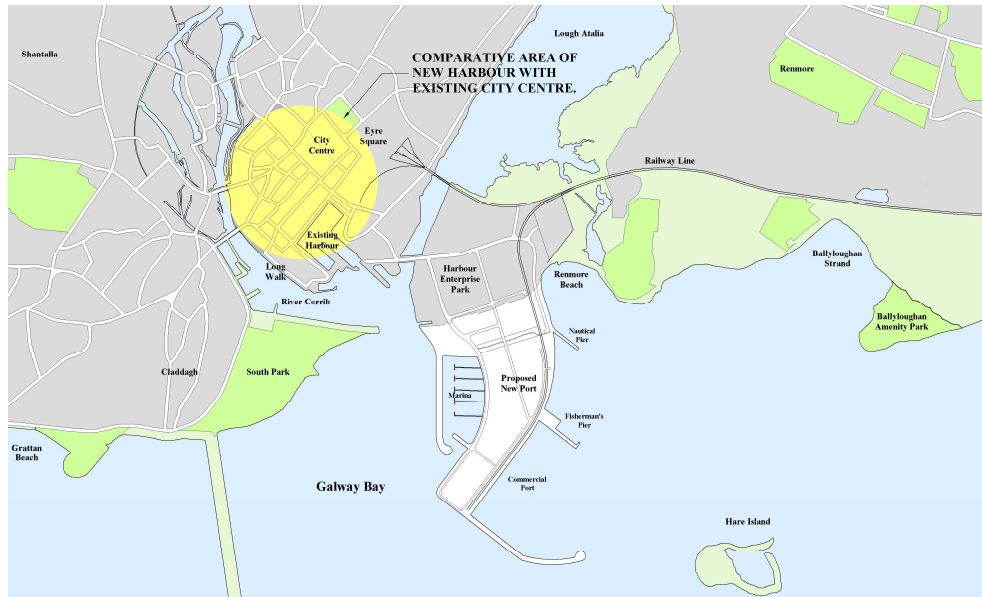 Lough Atalia
Shantalla
COMPARATIVE AREA OF
NEW HARBOUR WITH
EXISTING CITY CENTRE.
Renmore
City
Centre
Eyre
Square
Railway Line
Existing
Harbour
Long
Walk
Harbour
Enterprise
Park
Renmore
Beach
Ballyloughan
Strand
River Corrib
Ballyloughan
Amenity Park
Nautical
Pier
Claddagh
South Park
Proposed
New Port
Marina
Fisherman's
Pier
Grattan
Beach
Galway Bay
Commercial
Port
Hare Island